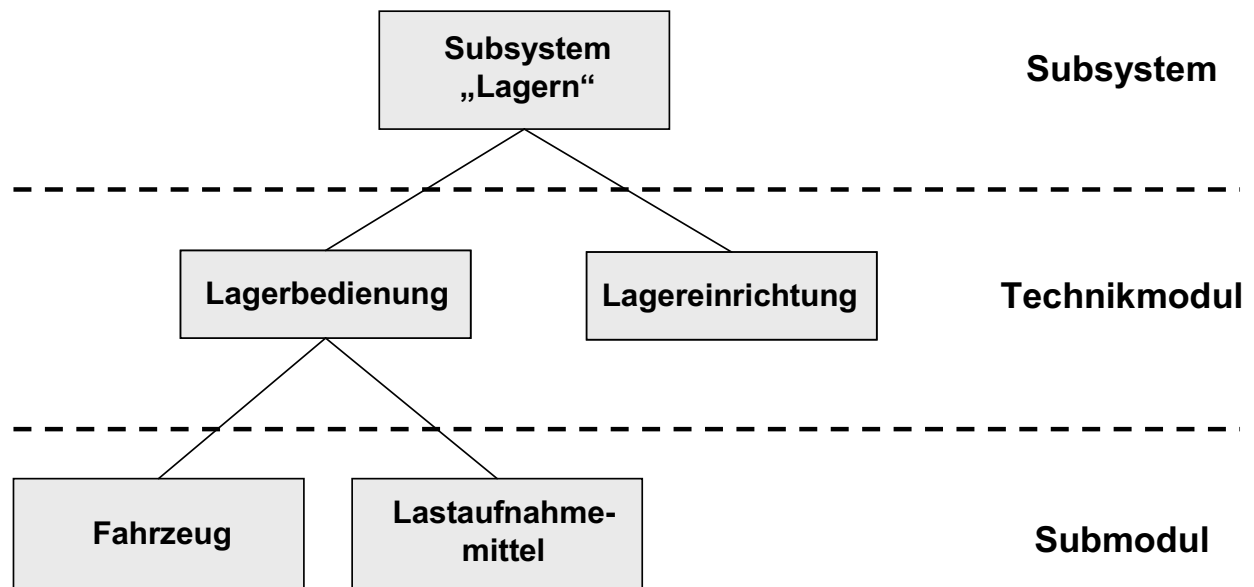 Subsystem
„Lagern“
Subsystem
Lagerbedienung
Lagereinrichtung
Technikmodul
Fahrzeug
Lastaufnahme-
mittel
Submodul